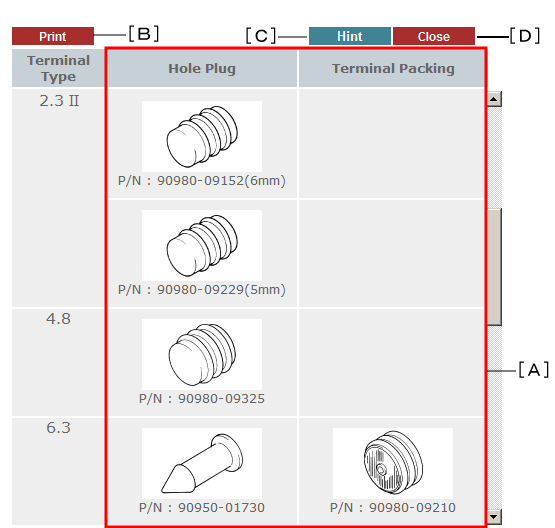 Print
[B]
[C]
Hint
Close
[D]
Terminal
Type
Hole Plug
Terminal Packing
2.3 II
P/N : 90980-09152(6mm)
P/N : 90980-09229(5mm)
4.8
P/N : 90980-09325
[A]
6.3
P/N : 90950-01730
P/N : 90980-09210